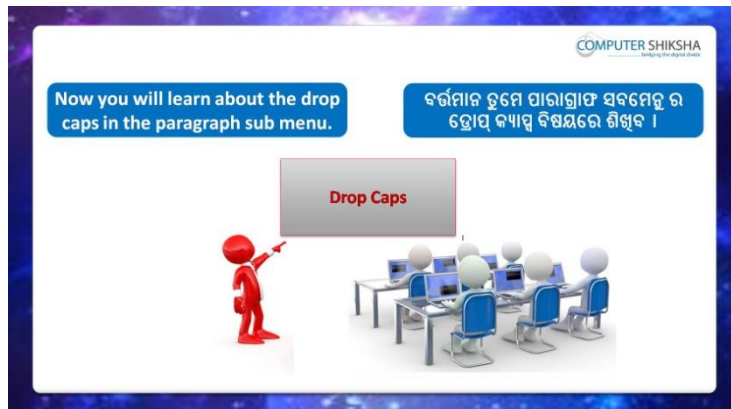 COMPUTER SHIKSHA
bridging the digital divide
Now you will learn about the drop
caps in the paragraph sub menu.
ବର୍ତ୍ତମାନ ତୁମେ ପାରାଗ୍ରାଫ ସବମେନୁ ର
ଡ୍ରୋପ୍ କ୍ୟାପ୍ସ ବିଷୟରେ ଶିଖିବ ।
Drop Caps